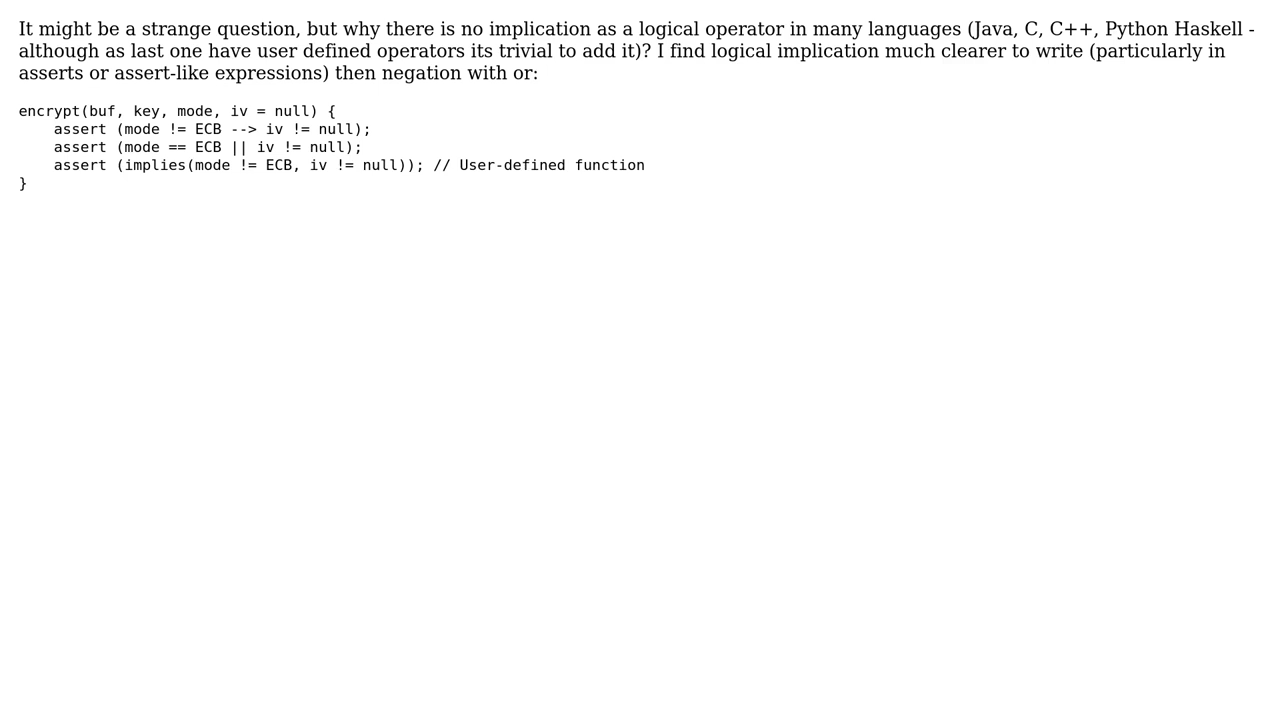 It might be a strange question, but why there is no implication as a logical operator in many languages (Java, C, C++, Python Haskell -
although as last one have user defined operators its trivial to add it)? I find logical implication much clearer to write (particularly in
asserts or assert-like expressions) then negation with or:
encrypt(buf, key, mode, iv = null) {
    assert (mode != ECB --> iv != null);
    assert (mode == ECB || iv != null);
    assert (implies(mode != ECB, iv != null)); // User-defined function
}